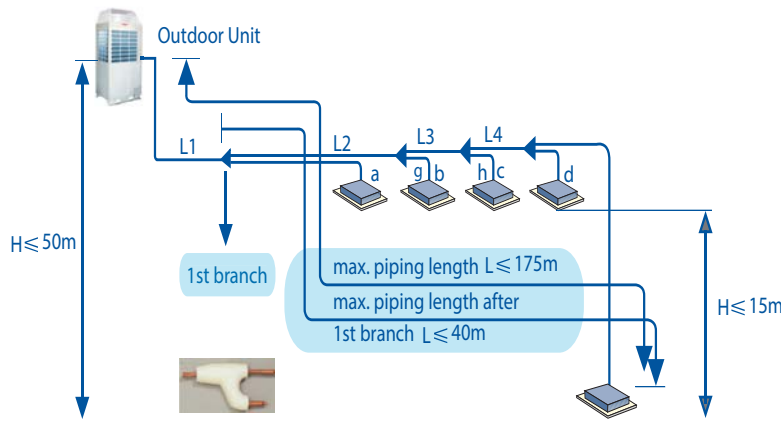 Outdoor Unit
L1
L2
L3
L4
a
g
b
h
c
d
H≤50m
1st branch
max. piping length L≤175m
max. piping length after
1st branch L≤40m
H≤15m